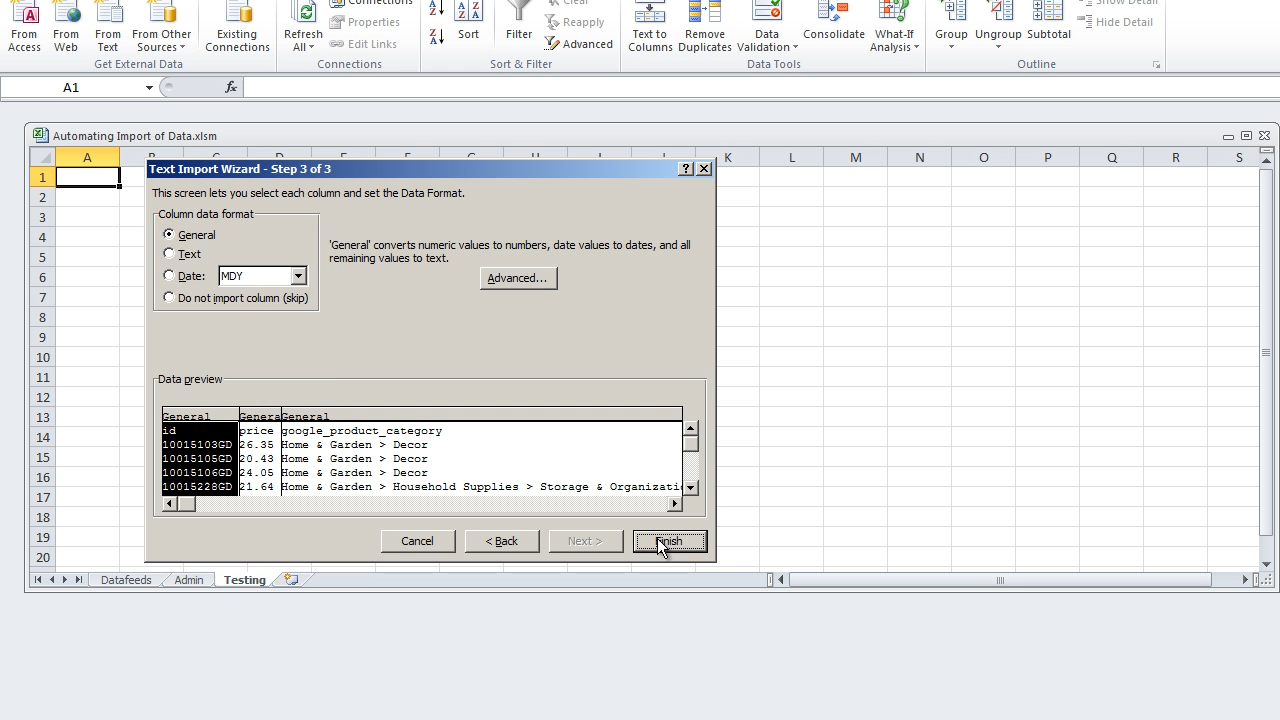 Connections
Clear
Show Detail
From Access
From Web
From Text
From Other Sources
Existing Connections
Refresh All
Properties
Edit Links
Sort
Filter
Reapply
Advanced
Text to Columns
Remove Duplicates
Data Validation
Consolidate
What-If Analysis
Group
Ungroup
Subtotal
Hide Detail
Get External Data
Connections
Sort & Filter
Data Tools
Outline
A1
fx
Automating Import of Data.xlsm
A
K L M N O P Q R S
Text Import Wizard - Step 3 of 3
This screen lets you select each column and set the Data Format.
Column data format
General
Text
Date: MDY
Do not import column (skip)
'General' converts numeric values to numbers, date values to dates, and all
remaining values to text.
Advanced...
Data preview
General General
id price google_product_category
10015103GD 26.35 Home & Garden > Decor
10015105GD 20.43 Home & Garden > Decor
10015106GD 24.05 Home & Garden > Decor
10015228GD 21.64 Home & Garden > Household Supplies > Storage &
Cancel
< Back
Next >
Finish
1
2
3
4
5
6
7
8
9
10
11
12
13
14
15
16
17
18
19
20
Datafeeds
Admin
Testing